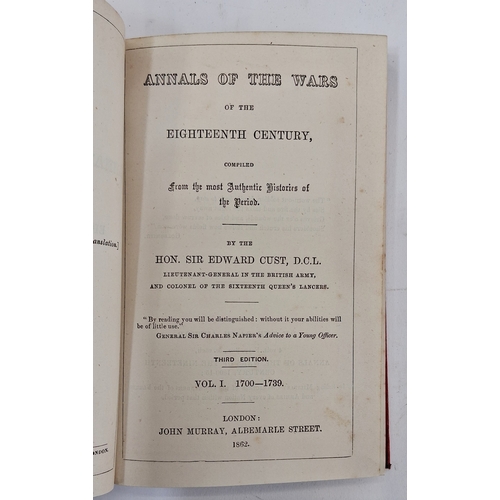 ANNALS OF THE WARS
OF THE
EIGHTEENTH CENTURY,
COMPILED
From the most Authentic Histories of
the Period.
BY THE
HON. SIR EDWARD CUST, D.C.L.
LIEUTENANT-GENERAL IN THE BRITISH ARMY,
AND COLONEL OF THE SIXTEENTH QUEEN'S LANCERS.
"By reading you will be distinguished: without it your abilities will
be of little use."
GENERAL SIR CHARLES NAPIER'S Advice to a Young Officer.
THIRD EDITION.
VOL. I. 1700—1739.
LONDON:
JOHN MURRAY, ALBEMARLE STREET.
1862.
anslation.]
ONDON